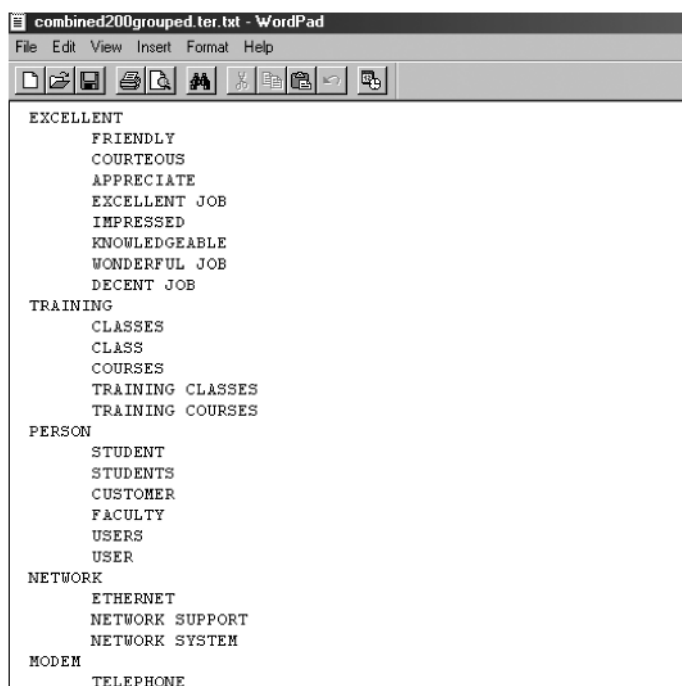 combined200grouped.ter.txt - WordPad
File Edit View Insert Format Help
EXCELLENT
FRIENDLY
COURTEOUS
APPRECIATE
EXCELLENT JOB
IMPRESSED
KNOWLEDGEABLE
WONDERFUL JOB
DECENT JOB
TRAINING
CLASSES
CLASS
COURSES
TRAINING CLASSES
TRAINING COURSES
PERSON
STUDENT
STUDENTS
CUSTOMER
FACULTY
USERS
USER
NETWORK
ETHERNET
NETWORK SUPPORT
NETWORK SYSTEM
MODEM
TELEPHONE